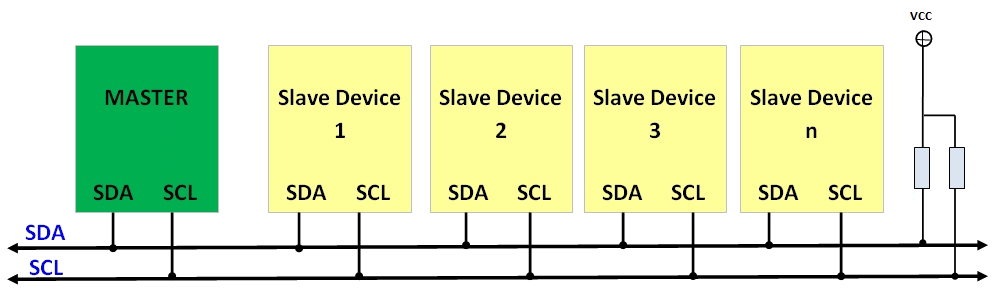 VCC
MASTER
Slave Device
1
Slave Device
2
Slave Device
3
Slave Device
n
SDA SCL
SDA SCL
SDA SCL
SDA SCL
SDA SCL
SDA
SCL